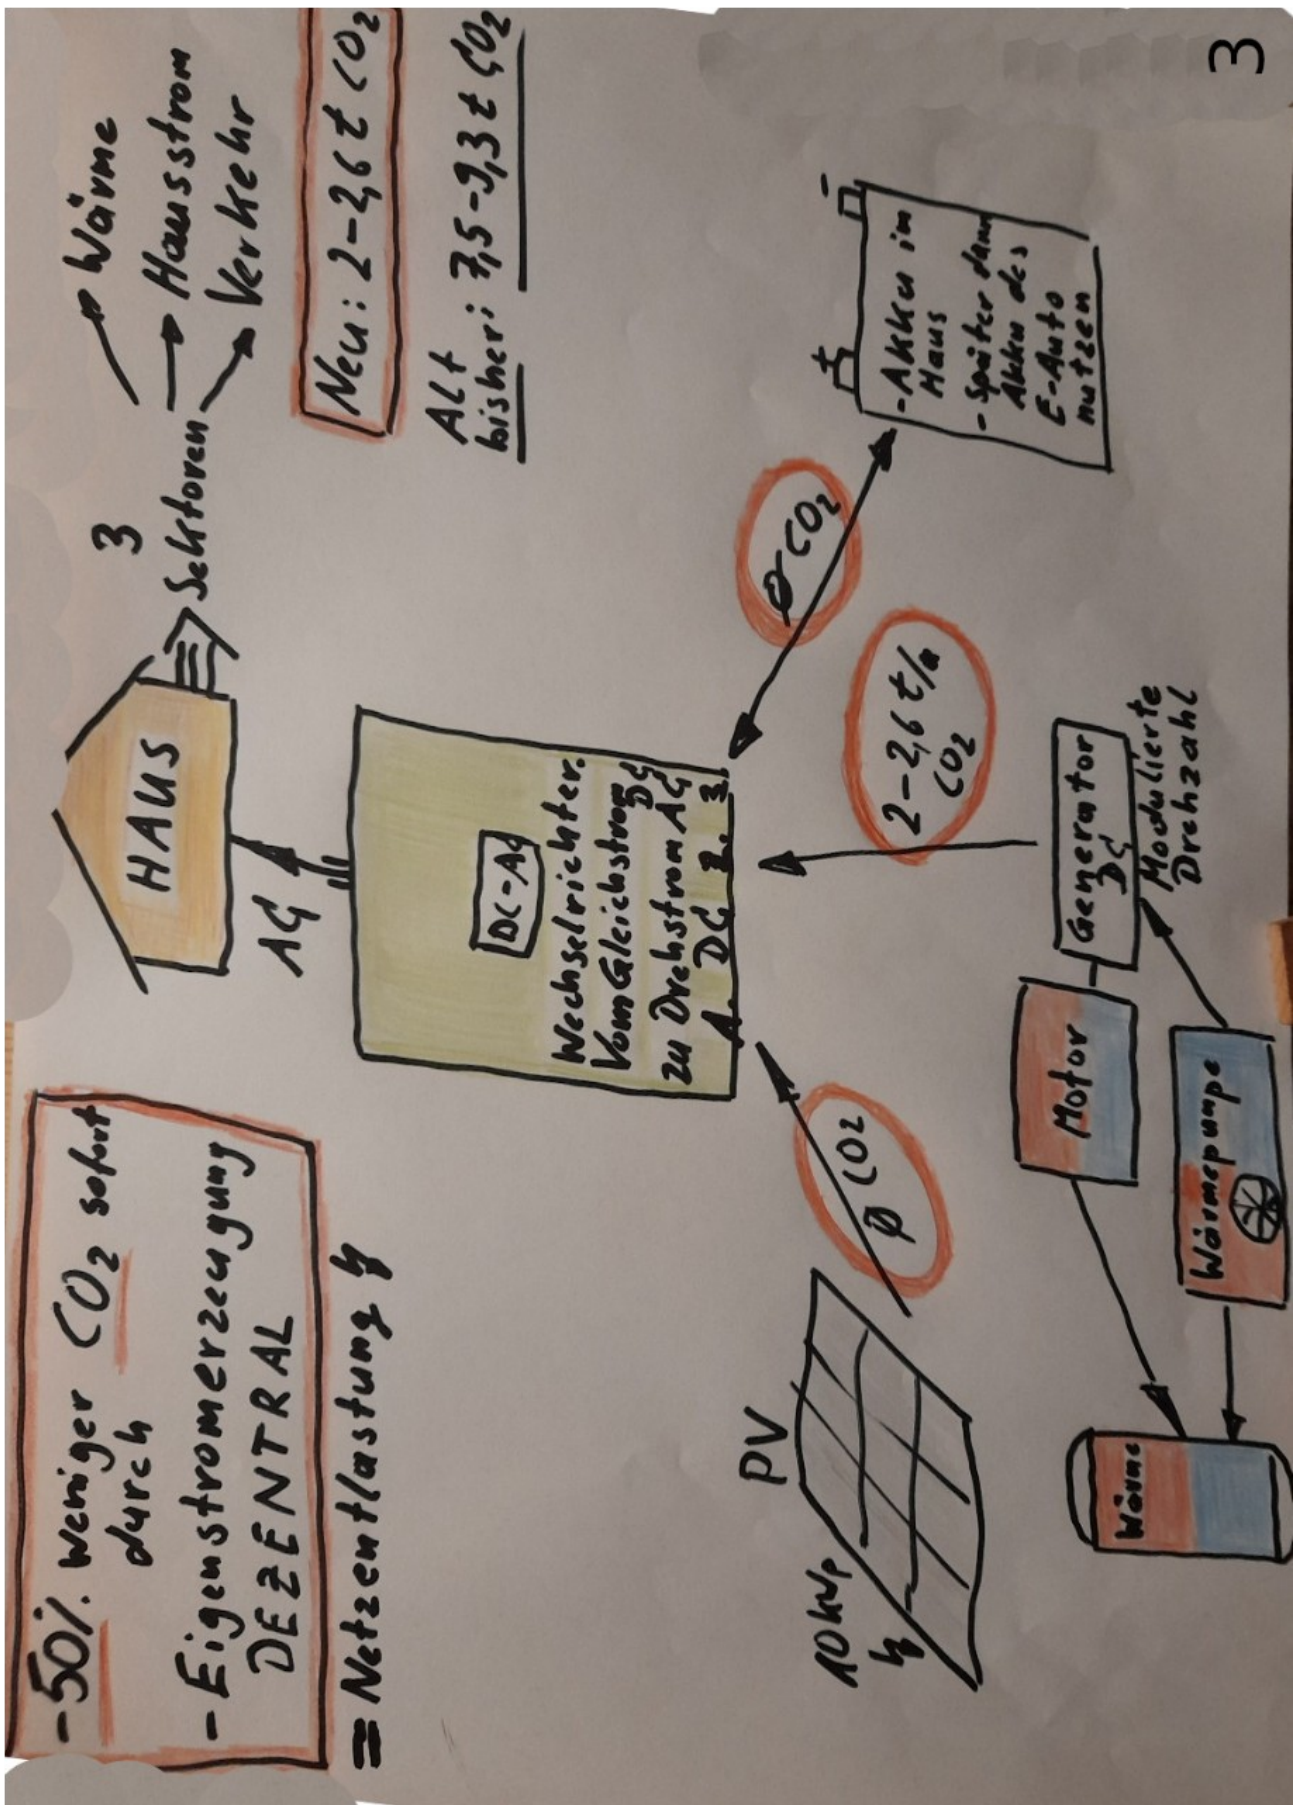 -50% weniger CO2 sofort
durch
- Eigenstromerzeugung
DEZENTRAL
= Netzentlastung
HAUS
3
Sektoren
Wärme
Hausstrom
Verkehr
Neu: 2-2,6 t CO2
Alt
bisher: 7,5-9,3 t CO2
AC
DC-AC
Wechselrichter.
Vom Gleichstrom DC
zu Drehstrom AC
1. DC 2. 3.
PV
10 kWp
Ø CO2
2-2,6 t/a
CO2
Ø CO2
+ -
- Akku im
Haus
- Später dann
Akku des
E-Auto
nutzen
Wärme
Motor
Generator
DC
Modulierte
Drehzahl
Wärmepumpe
3